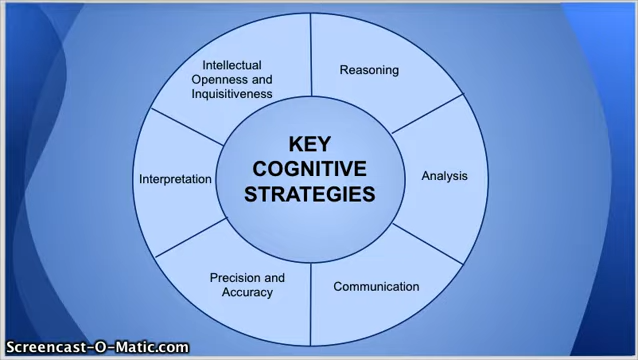 Intellectual
Openness and
Inquisitiveness
Reasoning
KEY
COGNITIVE
STRATEGIES
Interpretation
Analysis
Precision and
Accuracy
Communication
Screencast-O-Matic.com